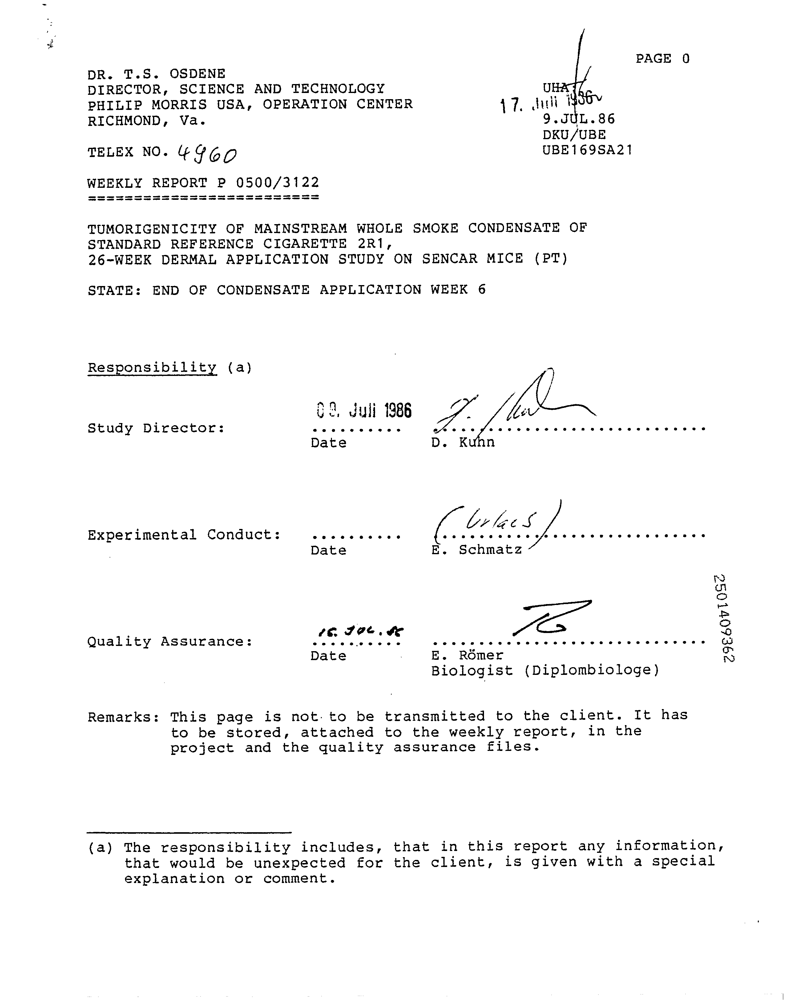 PAGE 0
DR. T.S. OSDENE
DIRECTOR, SCIENCE AND TECHNOLOGY
PHILIP MORRIS USA, OPERATION CENTER
RICHMOND, Va.
UHA
17. Juli 1986
9.JUL.86
DKU/UBE
UBE169SA21
TELEX NO. 4960
WEEKLY REPORT P 0500/3122
=========================
TUMORIGENICITY OF MAINSTREAM WHOLE SMOKE CONDENSATE OF
STANDARD REFERENCE CIGARETTE 2R1,
26-WEEK DERMAL APPLICATION STUDY ON SENCAR MICE (PT)
STATE: END OF CONDENSATE APPLICATION WEEK 6
Responsibility (a)
09. Juli 1986
Study Director: .......... ..............................
Date D. Kuhn
(Urlaub)
Experimental Conduct: .......... ..............................
Date E. Schmatz
16. JUL. 86
Quality Assurance: .......... ..............................
Date E. Römer
Biologist (Diplombiologe)
2501409362
Remarks: This page is not to be transmitted to the client. It has
to be stored, attached to the weekly report, in the
project and the quality assurance files.
(a) The responsibility includes, that in this report any information,
that would be unexpected for the client, is given with a special
explanation or comment.